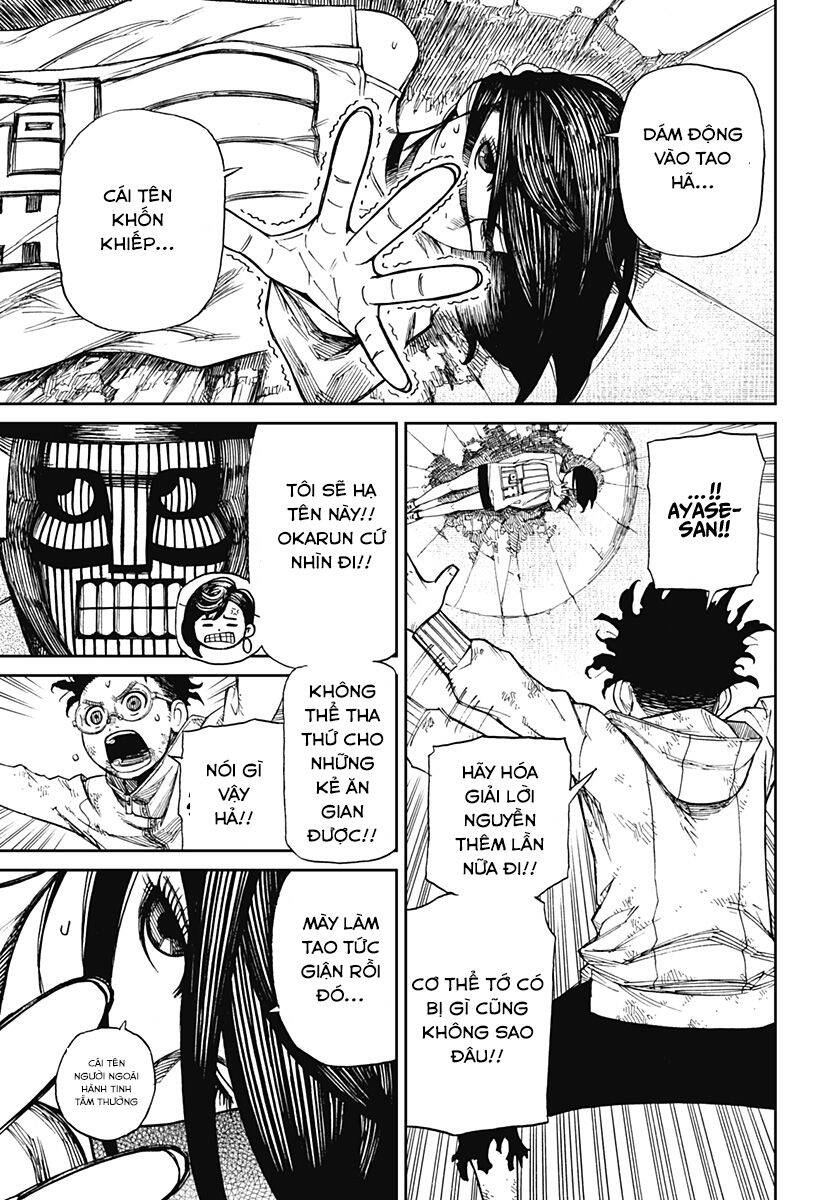 DÁM ĐỘNG
VÀO TAO
HẢ...
CÁI TÊN
KHỐN
KHIẾP...
...!!
AYASE-
SAN!!
HÃY HÓA
GIẢI LỜI
NGUYỀN
THÊM LẦN
NỮA ĐI!!
CƠ THỂ TỚ CÓ
BỊ GÌ CŨNG
KHÔNG SAO
ĐÂU!!
TÔI SẼ HẠ
TÊN NÀY!!
OKARUN CỨ
NHÌN ĐI!!
KHÔNG
THỂ THA
THỨ CHO
NHỮNG
KẺ ĂN
GIAN
ĐƯỢC!!
NÓI GÌ
VẬY
HẢ!!
MÀY LÀM
TAO TỨC
GIẬN RỒI
ĐÓ...
CÁI TÊN
NGƯỜI NGOÀI
HÀNH TINH
TẦM THƯỜNG